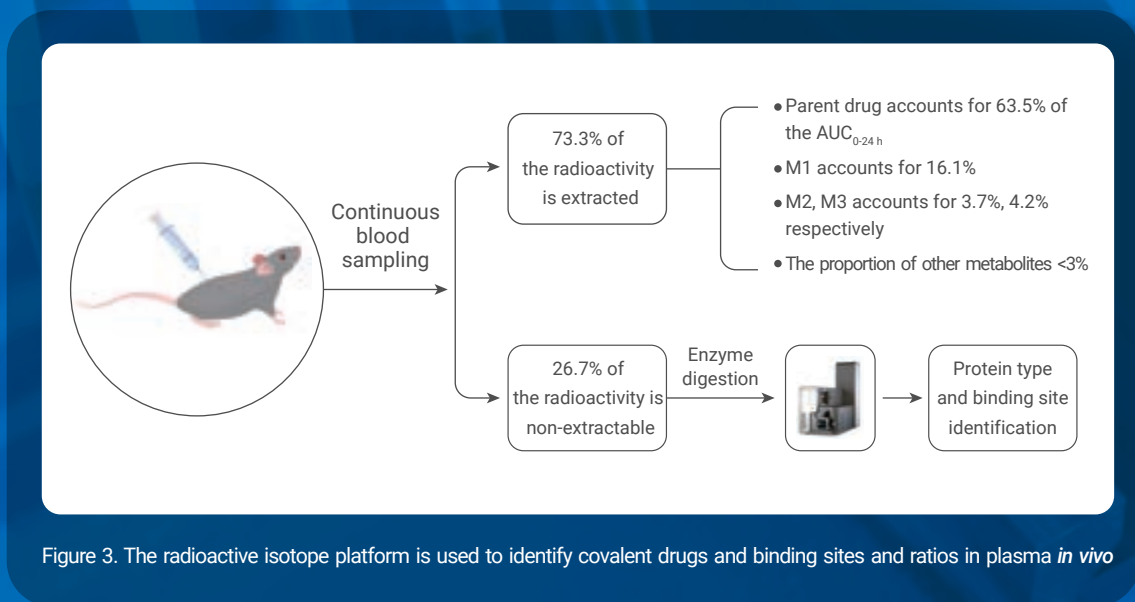 Continuous
blood
sampling
73.3% of
the radioactivity
is extracted
• Parent drug accounts for 63.5% of
the AUC0-24 h
• M1 accounts for 16.1%
• M2, M3 accounts for 3.7%, 4.2%
respectively
• The proportion of other metabolites <3%
26.7% of
the radioactivity is
non-extractable
Enzyme
digestion
Protein type
and binding site
identification
Figure 3. The radioactive isotope platform is used to identify covalent drugs and binding sites and ratios in plasma in vivo